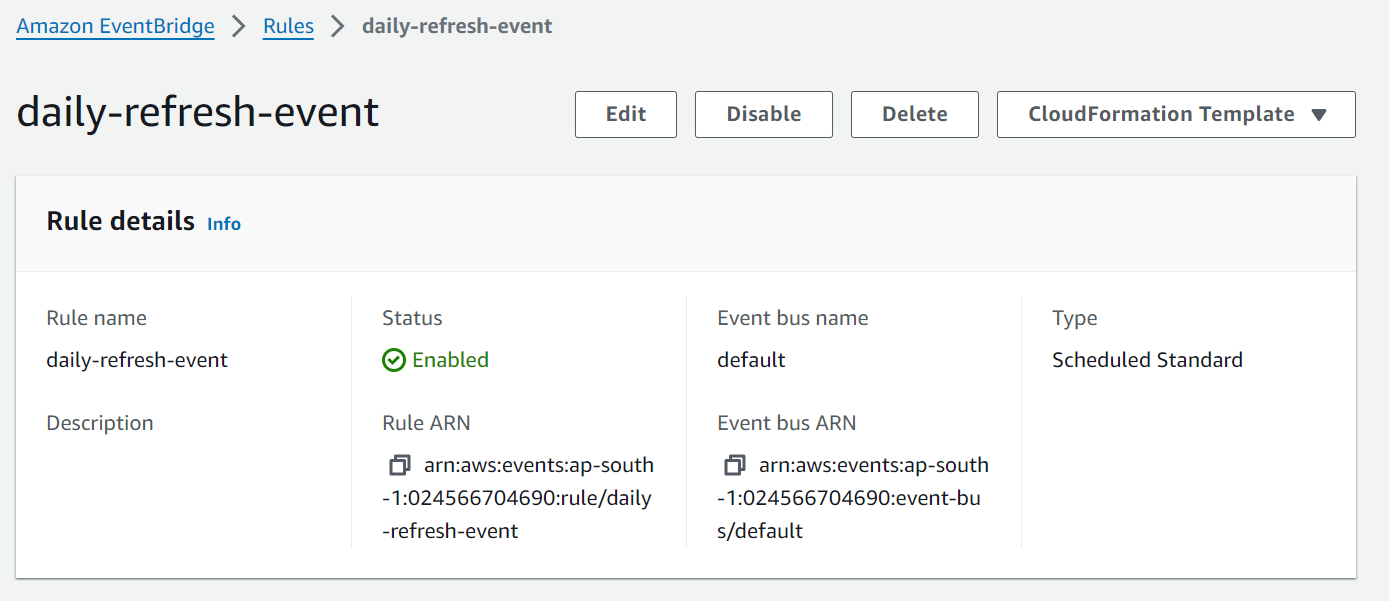 Amazon EventBridge > Rules > daily-refresh-event
daily-refresh-event
Edit
Disable
Delete
CloudFormation Template
Rule details Info
Rule name
daily-refresh-event
Description
Status
Enabled
Rule ARN
arn:aws:events:ap-south
-1:024566704690:rule/daily
-refresh-event
Event bus name
default
Event bus ARN
arn:aws:events:ap-south
-1:024566704690:event-bu
s/default
Type
Scheduled Standard